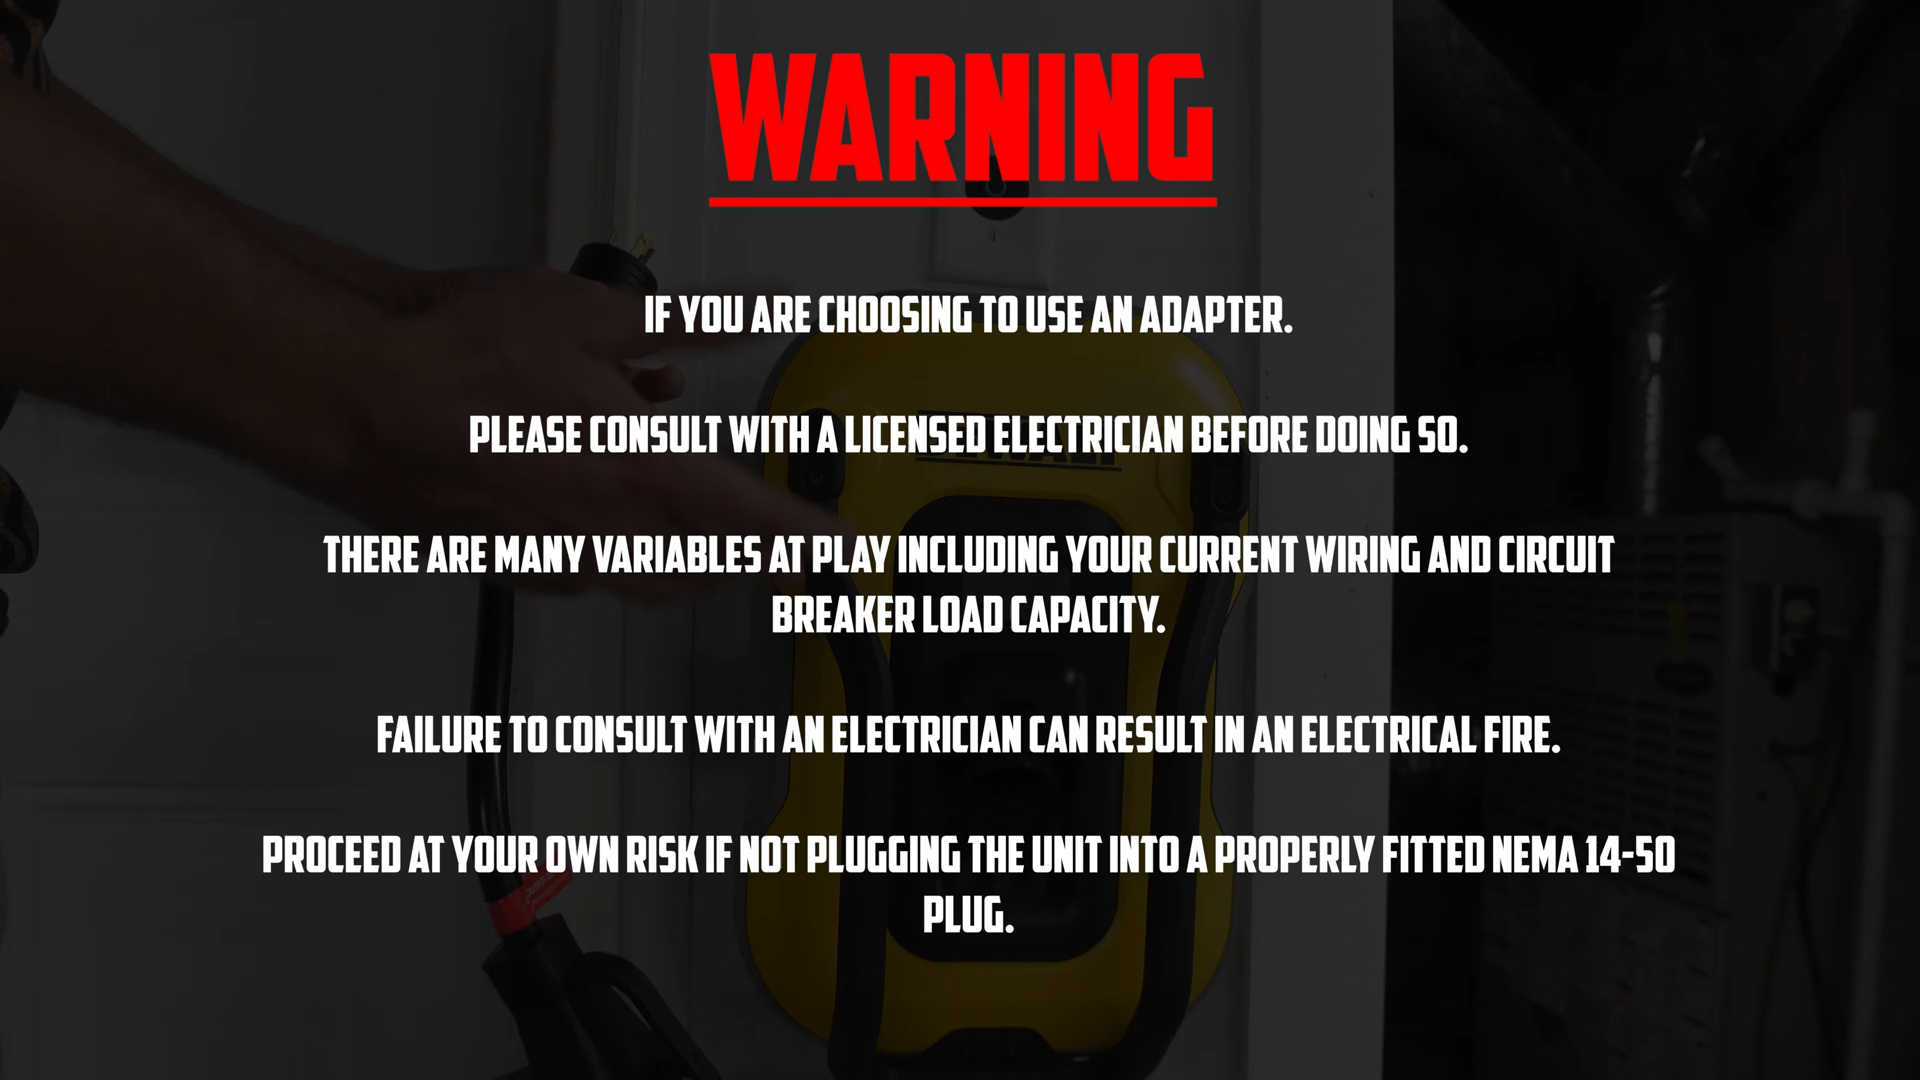 WARNING
IF YOU ARE CHOOSING TO USE AN ADAPTER.
PLEASE CONSULT WITH A LICENSED ELECTRICIAN BEFORE DOING SO.
THERE ARE MANY VARIABLES AT PLAY INCLUDING YOUR CURRENT WIRING AND CIRCUIT
BREAKER LOAD CAPACITY.
FAILURE TO CONSULT WITH AN ELECTRICIAN CAN RESULT IN AN ELECTRICAL FIRE.
PROCEED AT YOUR OWN RISK IF NOT PLUGGING THE UNIT INTO A PROPERLY FITTED NEMA 14-50
PLUG.